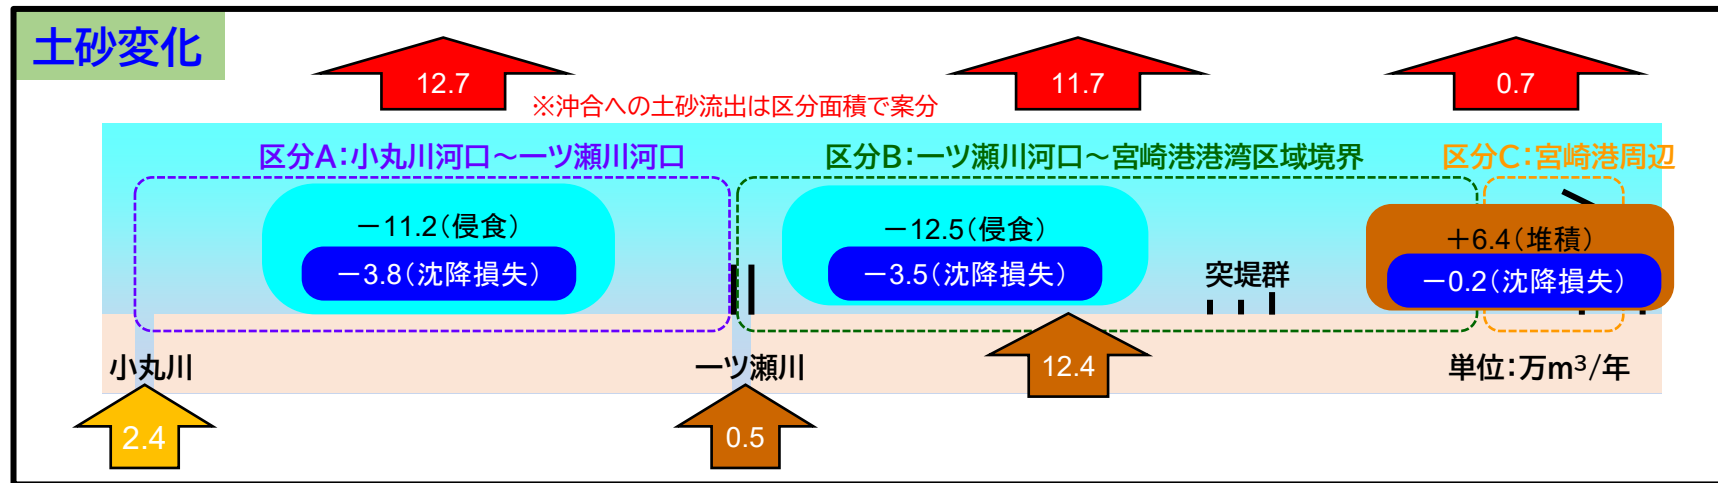 土砂変化
12.7
11.7
0.7
※沖合への土砂流出は区分面積で案分
区分A:小丸川河口～一ツ瀬川河口
区分B:一ツ瀬川河口～宮崎港港湾区域境界
区分C:宮崎港周辺
－11.2(侵食)
－3.8(沈降損失)
－12.5(侵食)
－3.5(沈降損失)
突堤群
＋6.4(堆積)
－0.2(沈降損失)
小丸川
一ツ瀬川
12.4
単位:万m³/年
2.4
0.5